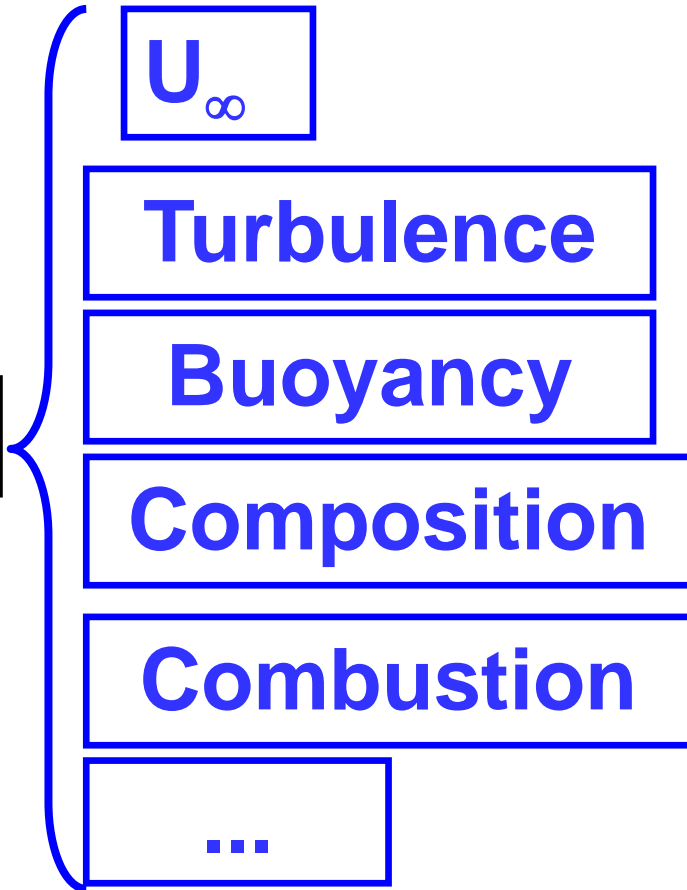 U∞
Turbulence
Buoyancy
Composition
Combustion
...